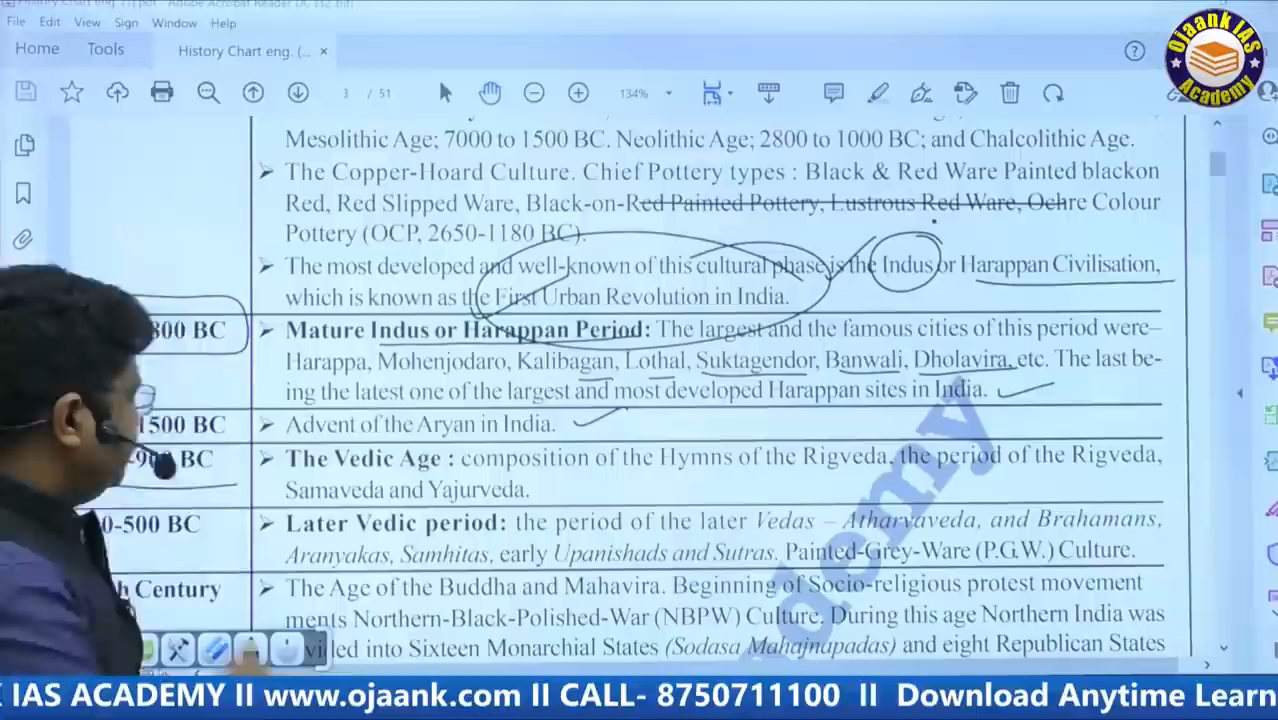 File Edit View Sign Window Help
Home Tools History Chart eng. (... ×
3 / 51 134%
Ojaank IAS Academy
Mesolithic Age; 7000 to 1500 BC. Neolithic Age; 2800 to 1000 BC; and Chalcolithic Age.
➢ The Copper-Hoard Culture. Chief Pottery types : Black & Red Ware Painted blackon
Red, Red Slipped Ware, Black-on-Red Painted Pottery, Lustrous Red Ware, Ochre Colour
Pottery (OCP, 2650-1180 BC).
➢ The most developed and well-known of this cultural phase is the Indus or Harappan Civilisation,
which is known as the First Urban Revolution in India.
800 BC ➢ Mature Indus or Harappan Period: The largest and the famous cities of this period were–
Harappa, Mohenjodaro, Kalibagan, Lothal, Suktagendor, Banwali, Dholavira, etc. The last be-
ing the latest one of the largest and most developed Harappan sites in India.
1500 BC ➢ Advent of the Aryan in India.
BC ➢ The Vedic Age : composition of the Hymns of the Rigveda, the period of the Rigveda,
Samaveda and Yajurveda.
0-500 BC ➢ Later Vedic period: the period of the later Vedas – Atharvaveda, and Brahamans,
Aranyakas, Samhitas, early Upanishads and Sutras. Painted-Grey-Ware (P.G.W.) Culture.
h Century ➢ The Age of the Buddha and Mahavira. Beginning of Socio-religious protest movement
ments Northern-Black-Polished-War (NBPW) Culture. During this age Northern India was
led into Sixteen Monarchial States (Sodasa Mahajnapadas) and eight Republican States
demy
IAS ACADEMY II www.ojaank.com II CALL- 8750711100 II Download Anytime Learn